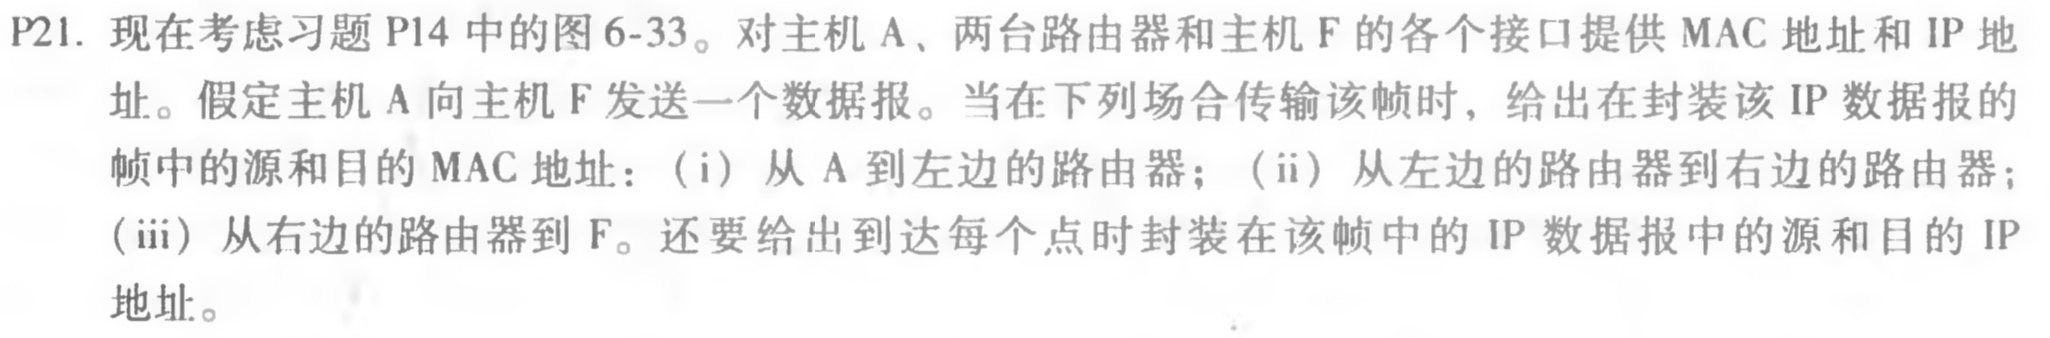 P21. 现在考虑习题 P14 中的图 6-33。对主机 A、两台路由器和主机 F 的各个接口提供 MAC 地址和 IP 地
址。假定主机 A 向主机 F 发送一个数据报。当在下列场合传输该帧时，给出在封装该 IP 数据报的
帧中的源和目的 MAC 地址：（i）从 A 到左边的路由器；（ii）从左边的路由器到右边的路由器；
（iii）从右边的路由器到 F。还要给出到达每个点时封装在该帧中的 IP 数据报中的源和目的 IP
地址。